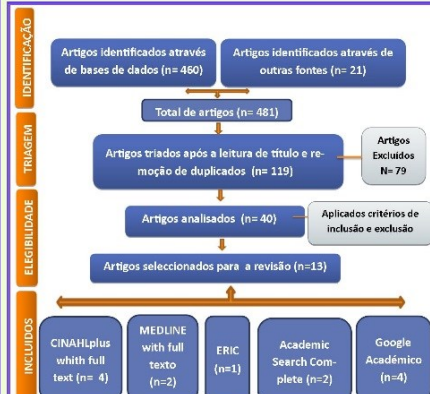 IDENTIFICAÇÃO
Artigos identificados através
de bases de dados (n= 460)
Artigos identificados através de
outras fontes (n= 21)
Total de artigos (n= 481)
TRIAGEM
Artigos triados após a leitura de título e re-
moção de duplicados (n= 119)
Artigos
Excluídos
N= 79
ELEGIBILIDADE
Artigos analisados (n= 40)
Aplicados critérios de
inclusão e exclusão
Artigos seleccionados para a revisão (n=13)
INCLUIDOS
CINAHLplus
whith full
text (n= 4)
MEDLINE
with full
texto
(n=2)
ERIC
(n=1)
Academic
Search Com-
plete (n=2)
Google
Académico
(n=4)